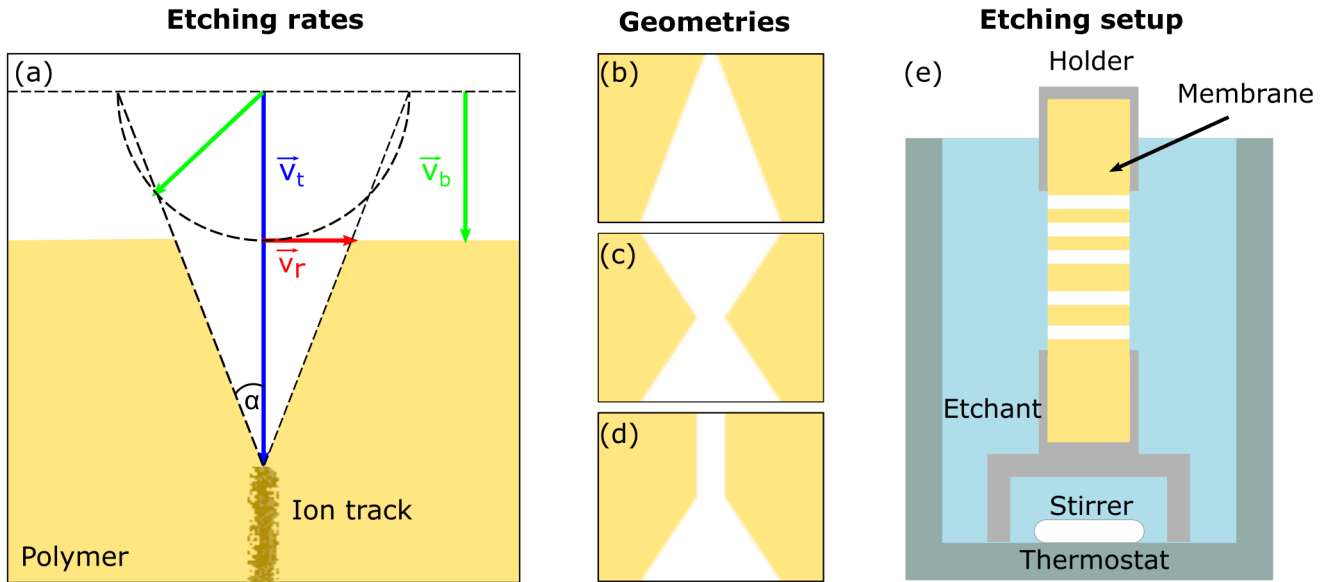 Etching rates
(a)
v_t
v_b
v_r
α
Ion track
Polymer
Geometries
(b)
(c)
(d)
Etching setup
(e)
Holder
Membrane
Etchant
Stirrer
Thermostat